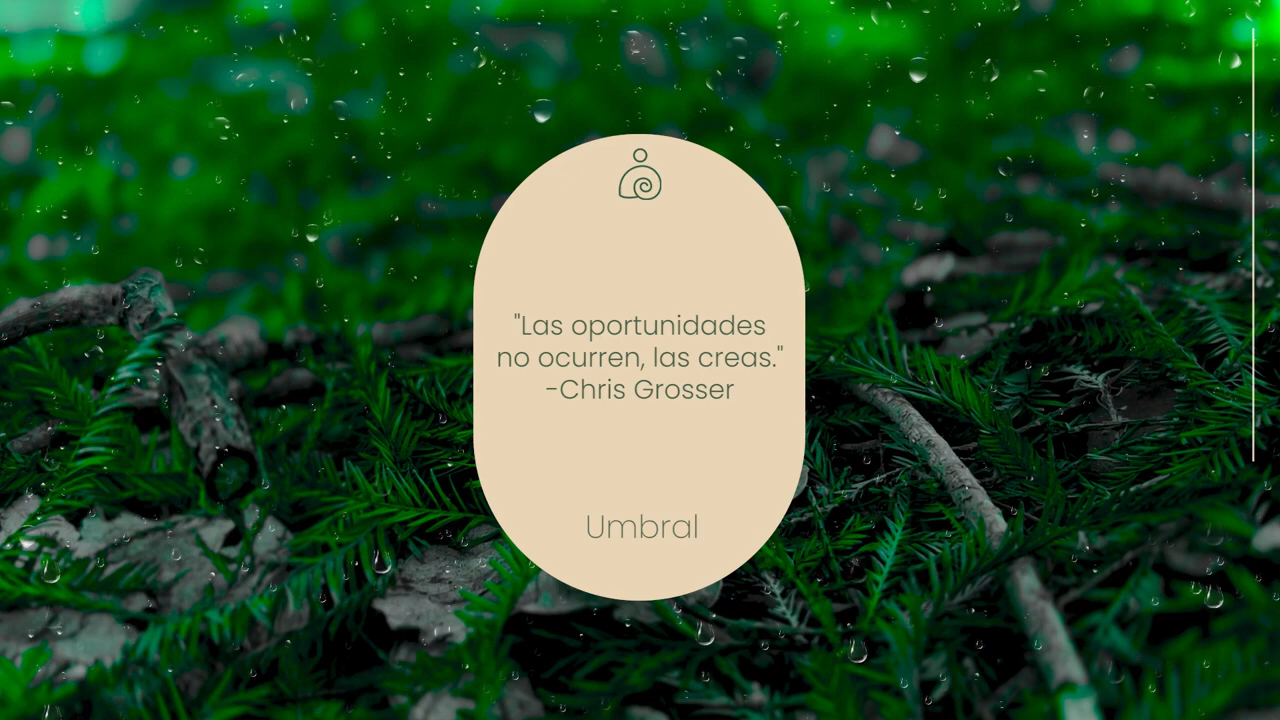 "Las oportunidades
no ocurren, las creas."
-Chris Grosser
Umbral